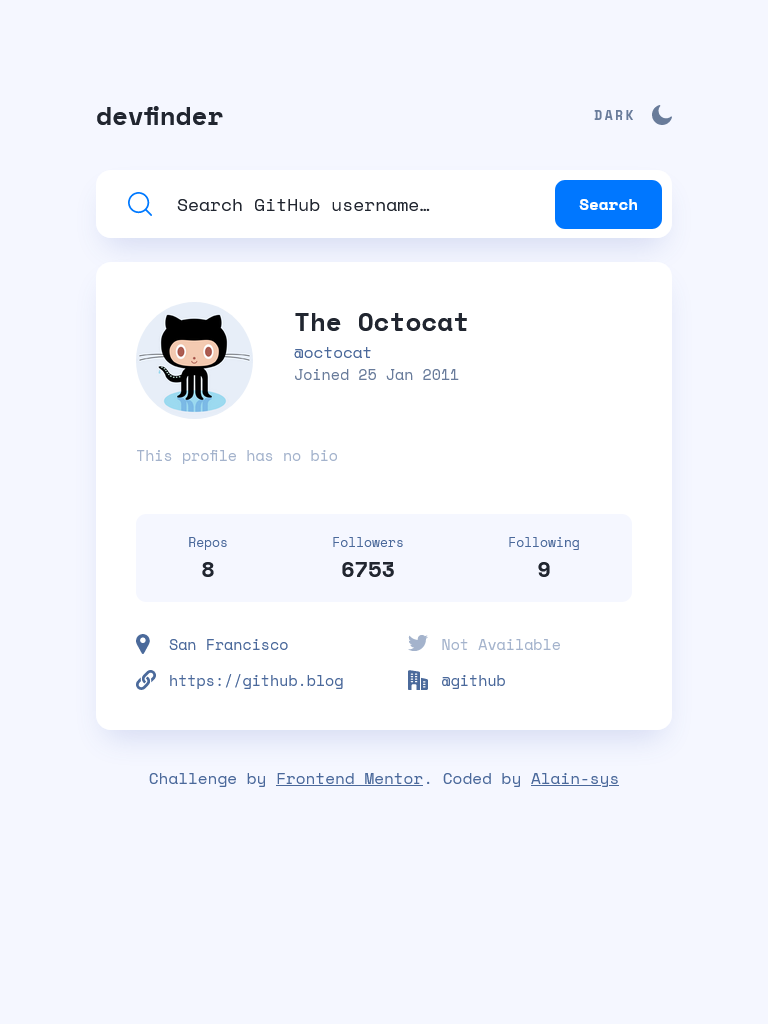 devfinder
DARK
Search GitHub username…
Search
The Octocat
@octocat
Joined 25 Jan 2011
This profile has no bio
Repos Followers Following
8 6753 9
San Francisco Not Available
https://github.blog @github
Challenge by Frontend Mentor. Coded by Alain-sys